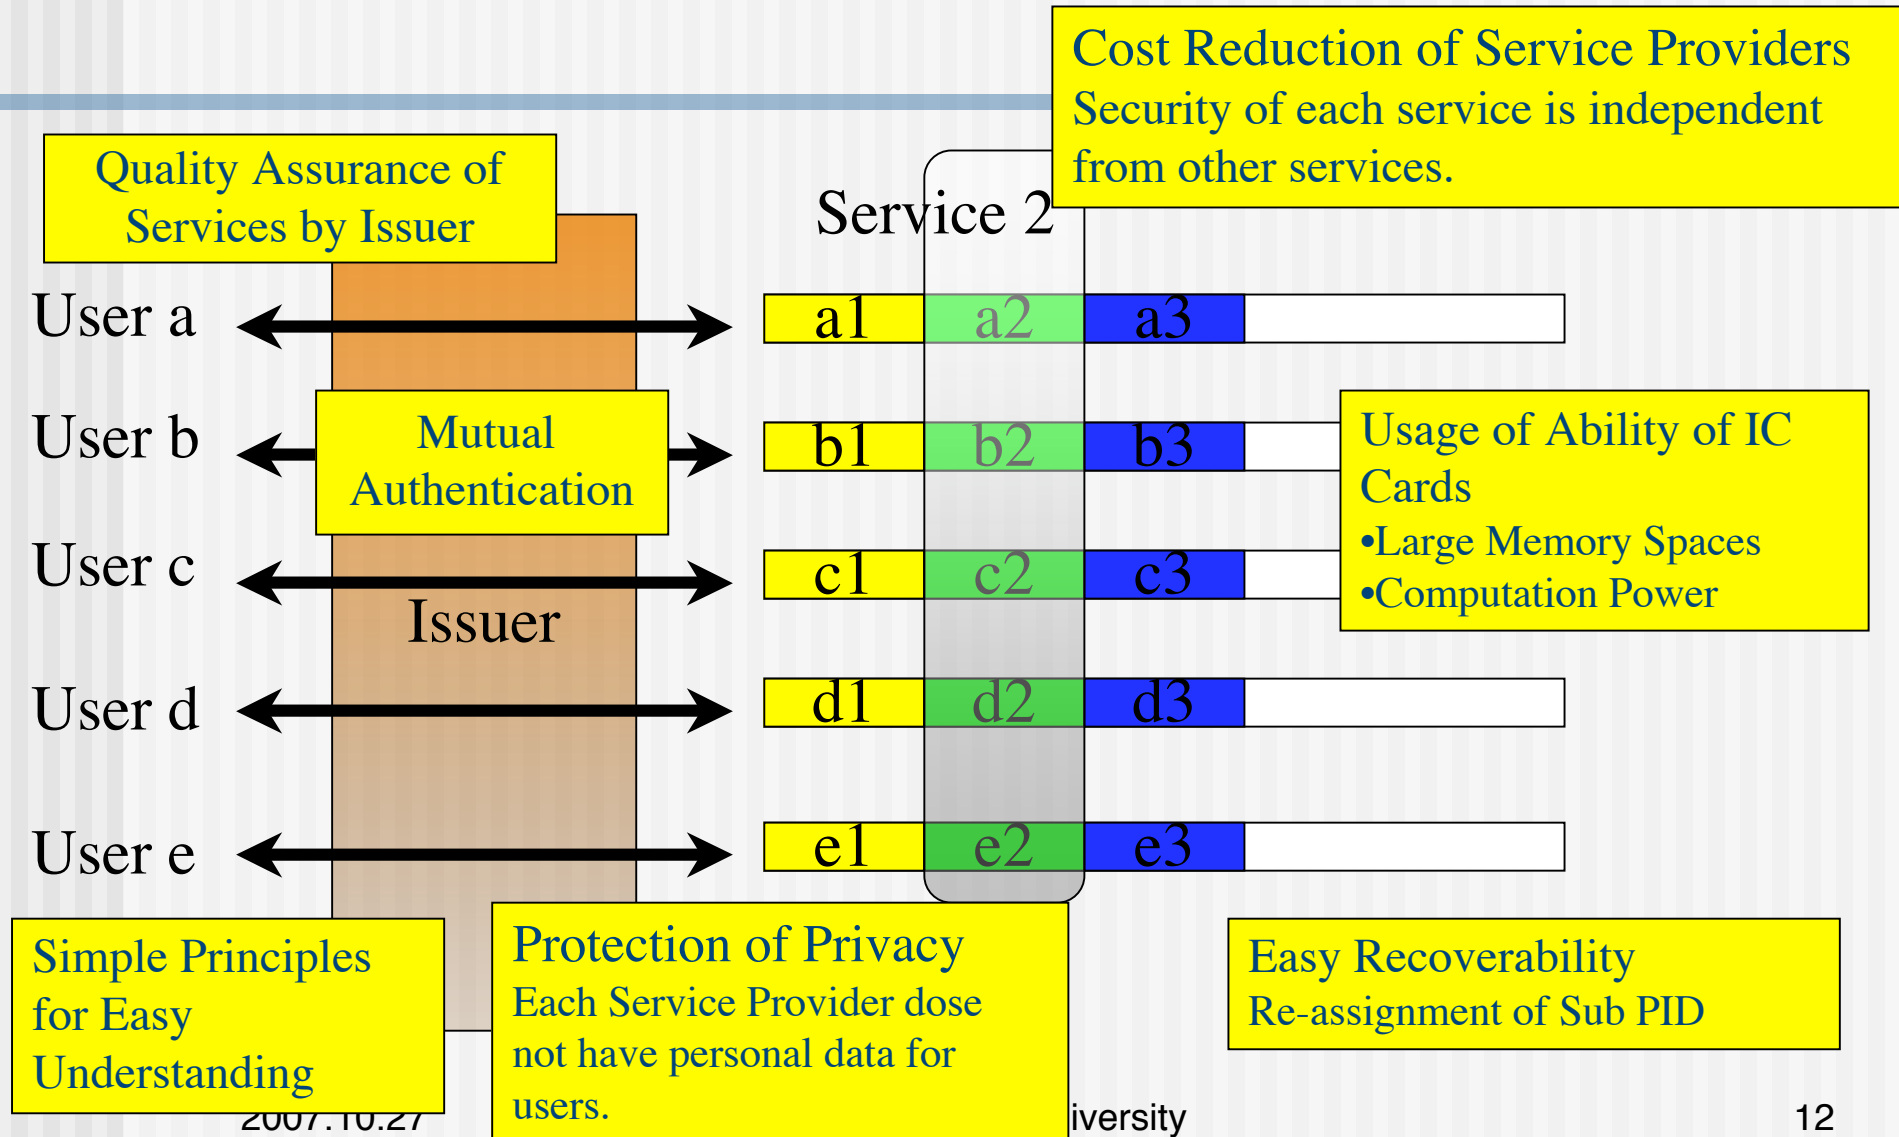 Cost Reduction of Service Providers
Security of each service is independent
from other services.
Quality Assurance of
Services by Issuer
Service 2
User a
a1 a2 a3
User b
Mutual
Authentication
b1 b2 b3
Usage of Ability of IC
Cards
•Large Memory Spaces
•Computation Power
User c
c1 c2 c3
Issuer
User d
d1 d2 d3
User e
e1 e2 e3
Simple Principles
for Easy
Understanding
Protection of Privacy
Each Service Provider dose
not have personal data for
users.
Easy Recoverability
Re-assignment of Sub PID
2007.10.27
iversity
12